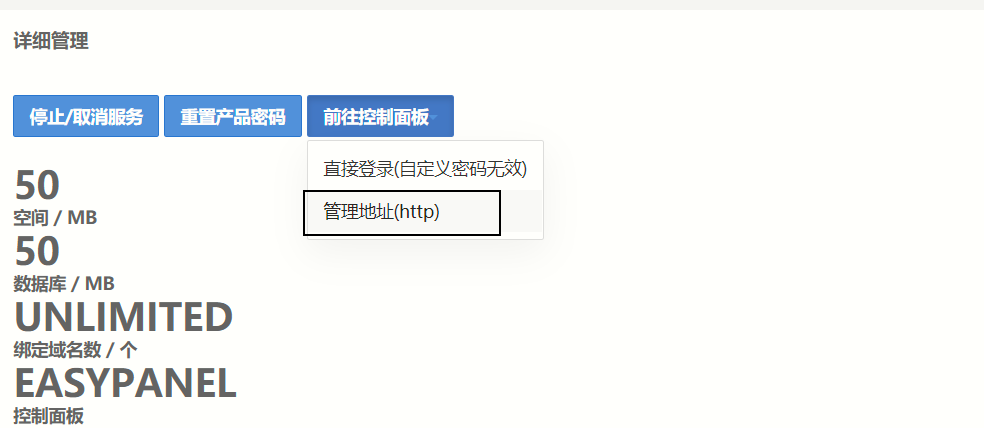 详细管理
停止/取消服务 重置产品密码 前往控制面板
直接登录(自定义密码无效)
管理地址(http)
50
空间 / MB
50
数据库 / MB
UNLIMITED
绑定域名数 / 个
EASYPANEL
控制面板